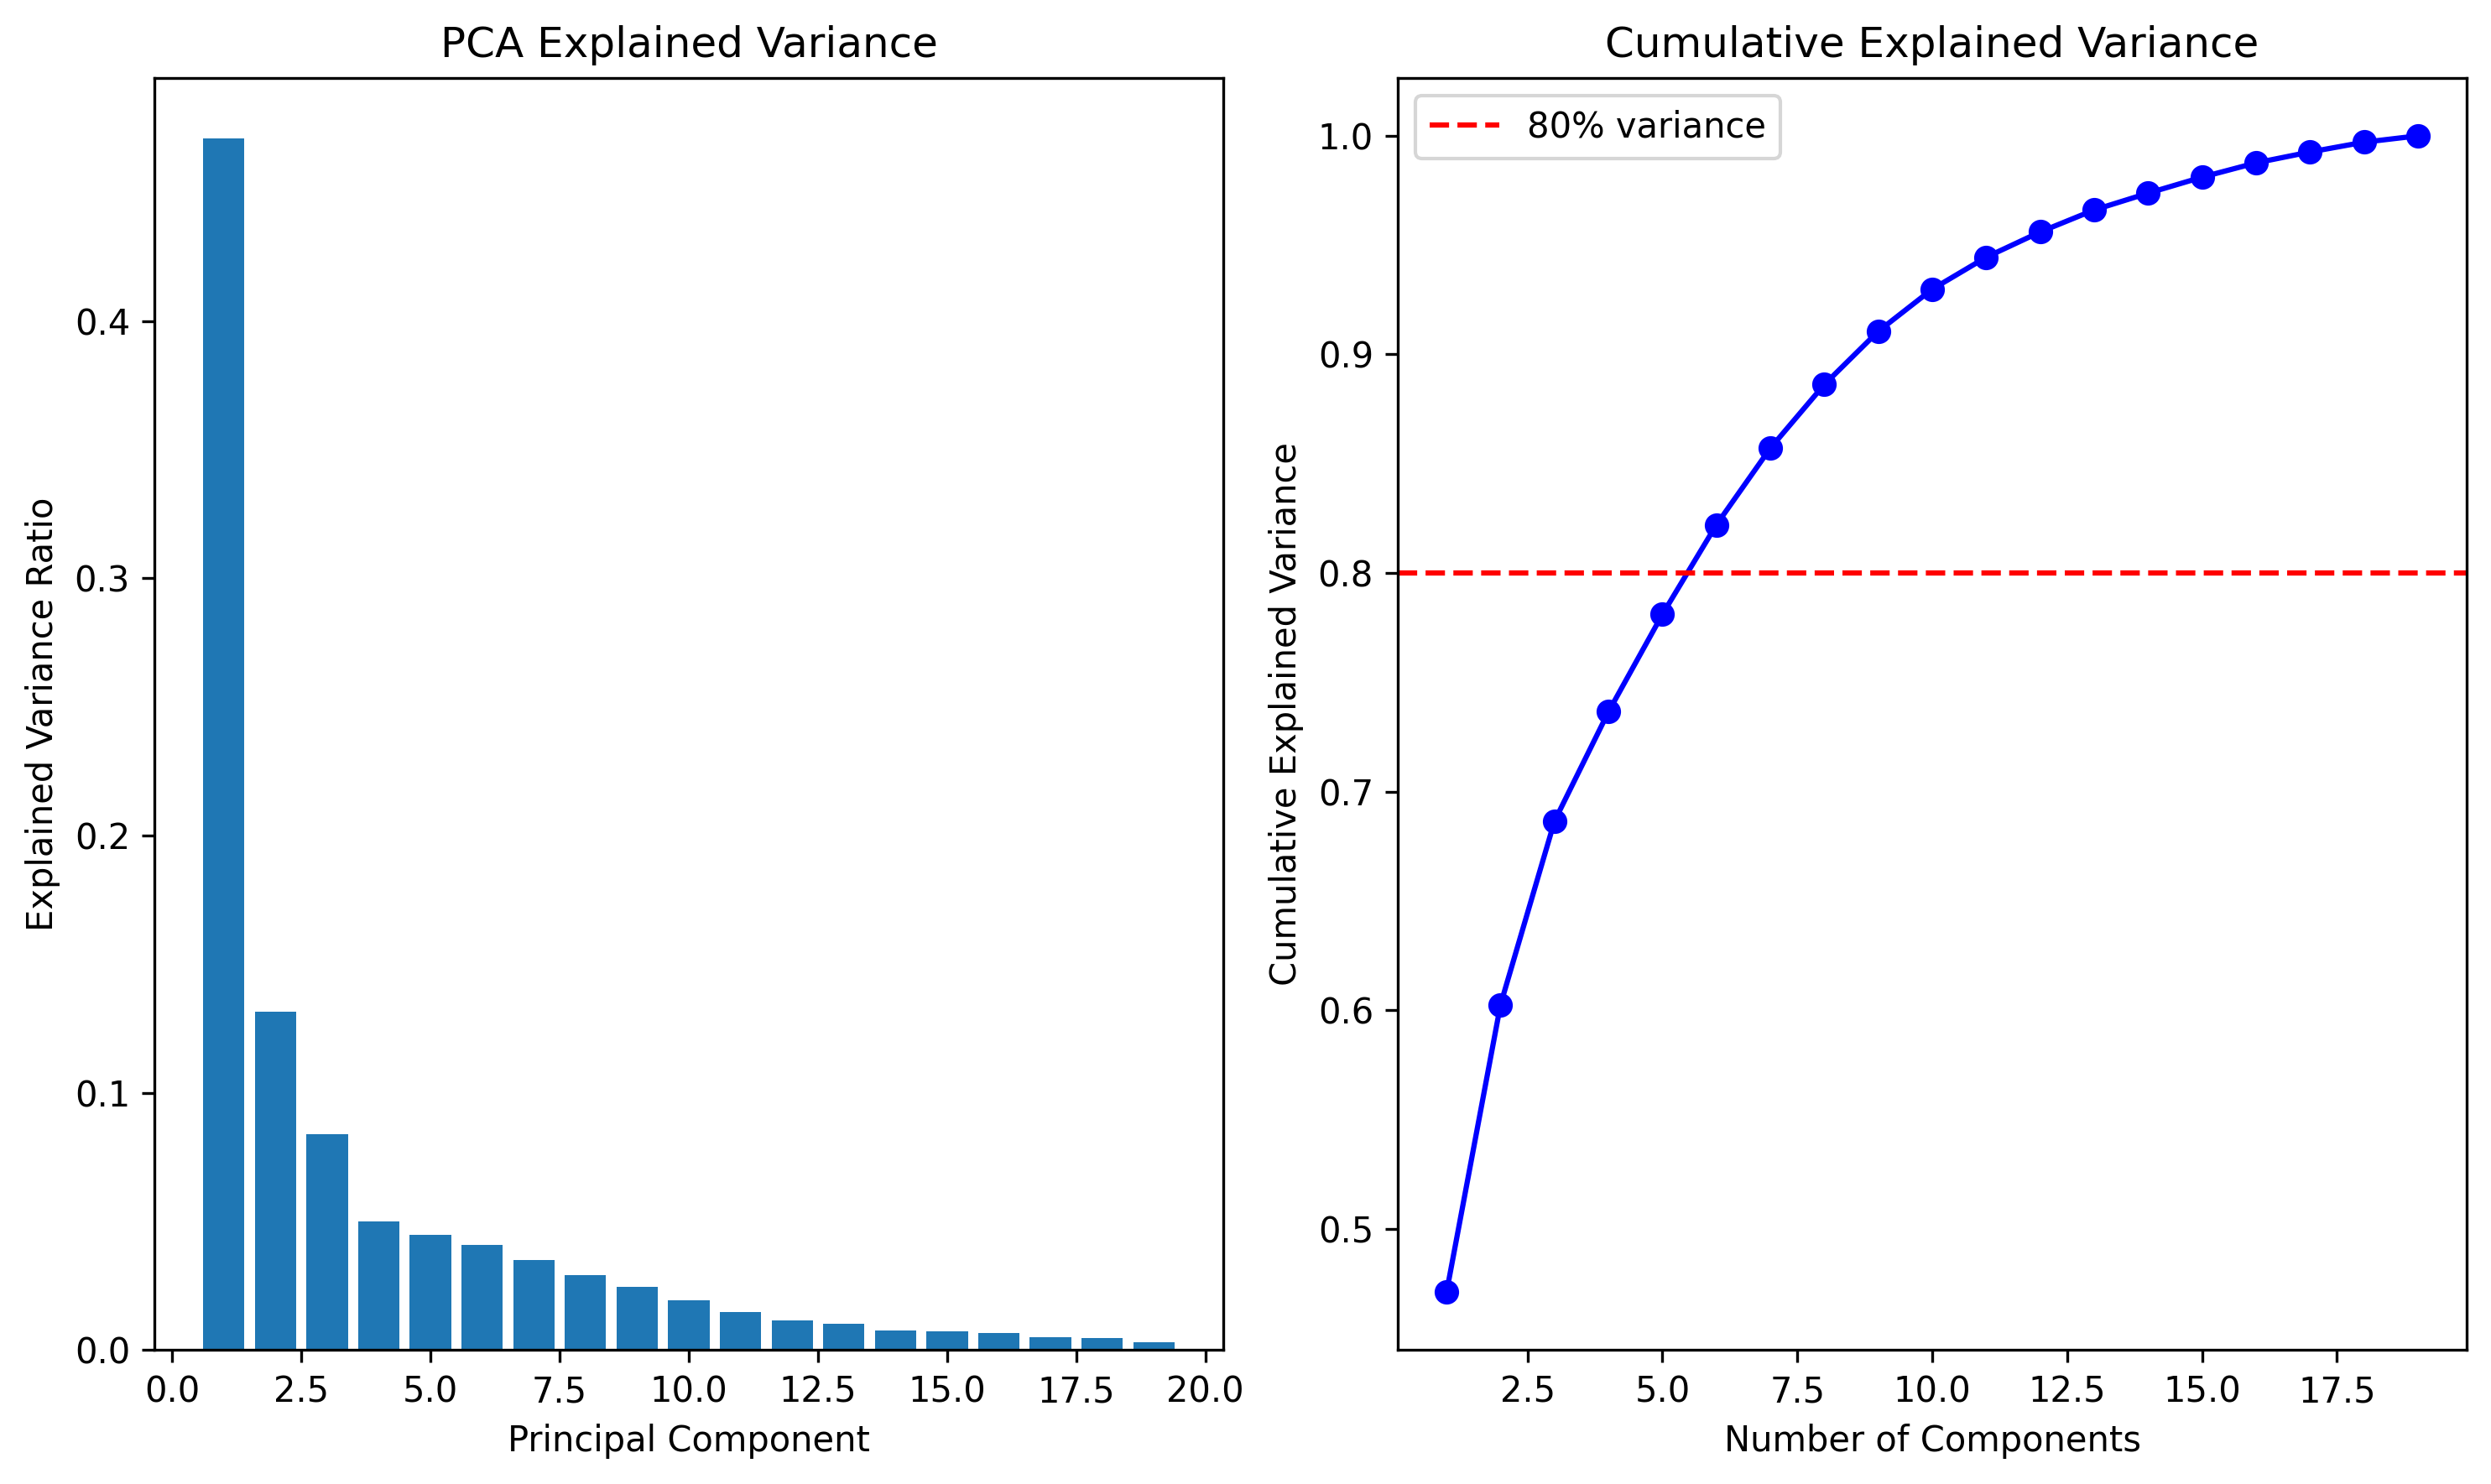 PCA Explained Variance
Explained Variance Ratio
0.4
0.3
0.2
0.1
0.0
0.0 2.5 5.0 7.5 10.0 12.5 15.0 17.5 20.0
Principal Component
Cumulative Explained Variance
80% variance
Cumulative Explained Variance
1.0
0.9
0.8
0.7
0.6
0.5
2.5 5.0 7.5 10.0 12.5 15.0 17.5
Number of Components